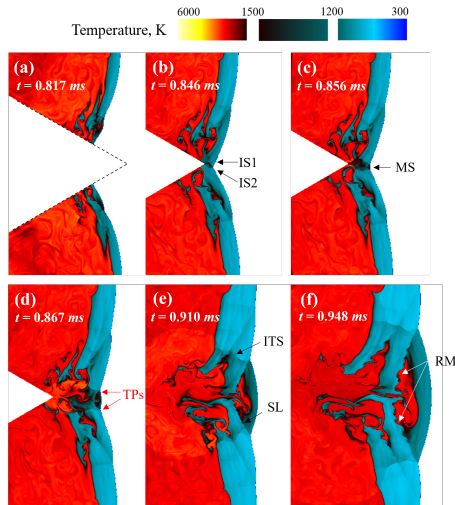 6000 1500 1200 300
Temperature, K
(a)
t = 0.817 ms
(b)
t = 0.846 ms
IS1
IS2
(c)
t = 0.856 ms
MS
(d)
t = 0.867 ms
TPs
(e)
t = 0.910 ms
ITS
SL
(f)
t = 0.948 ms
RM